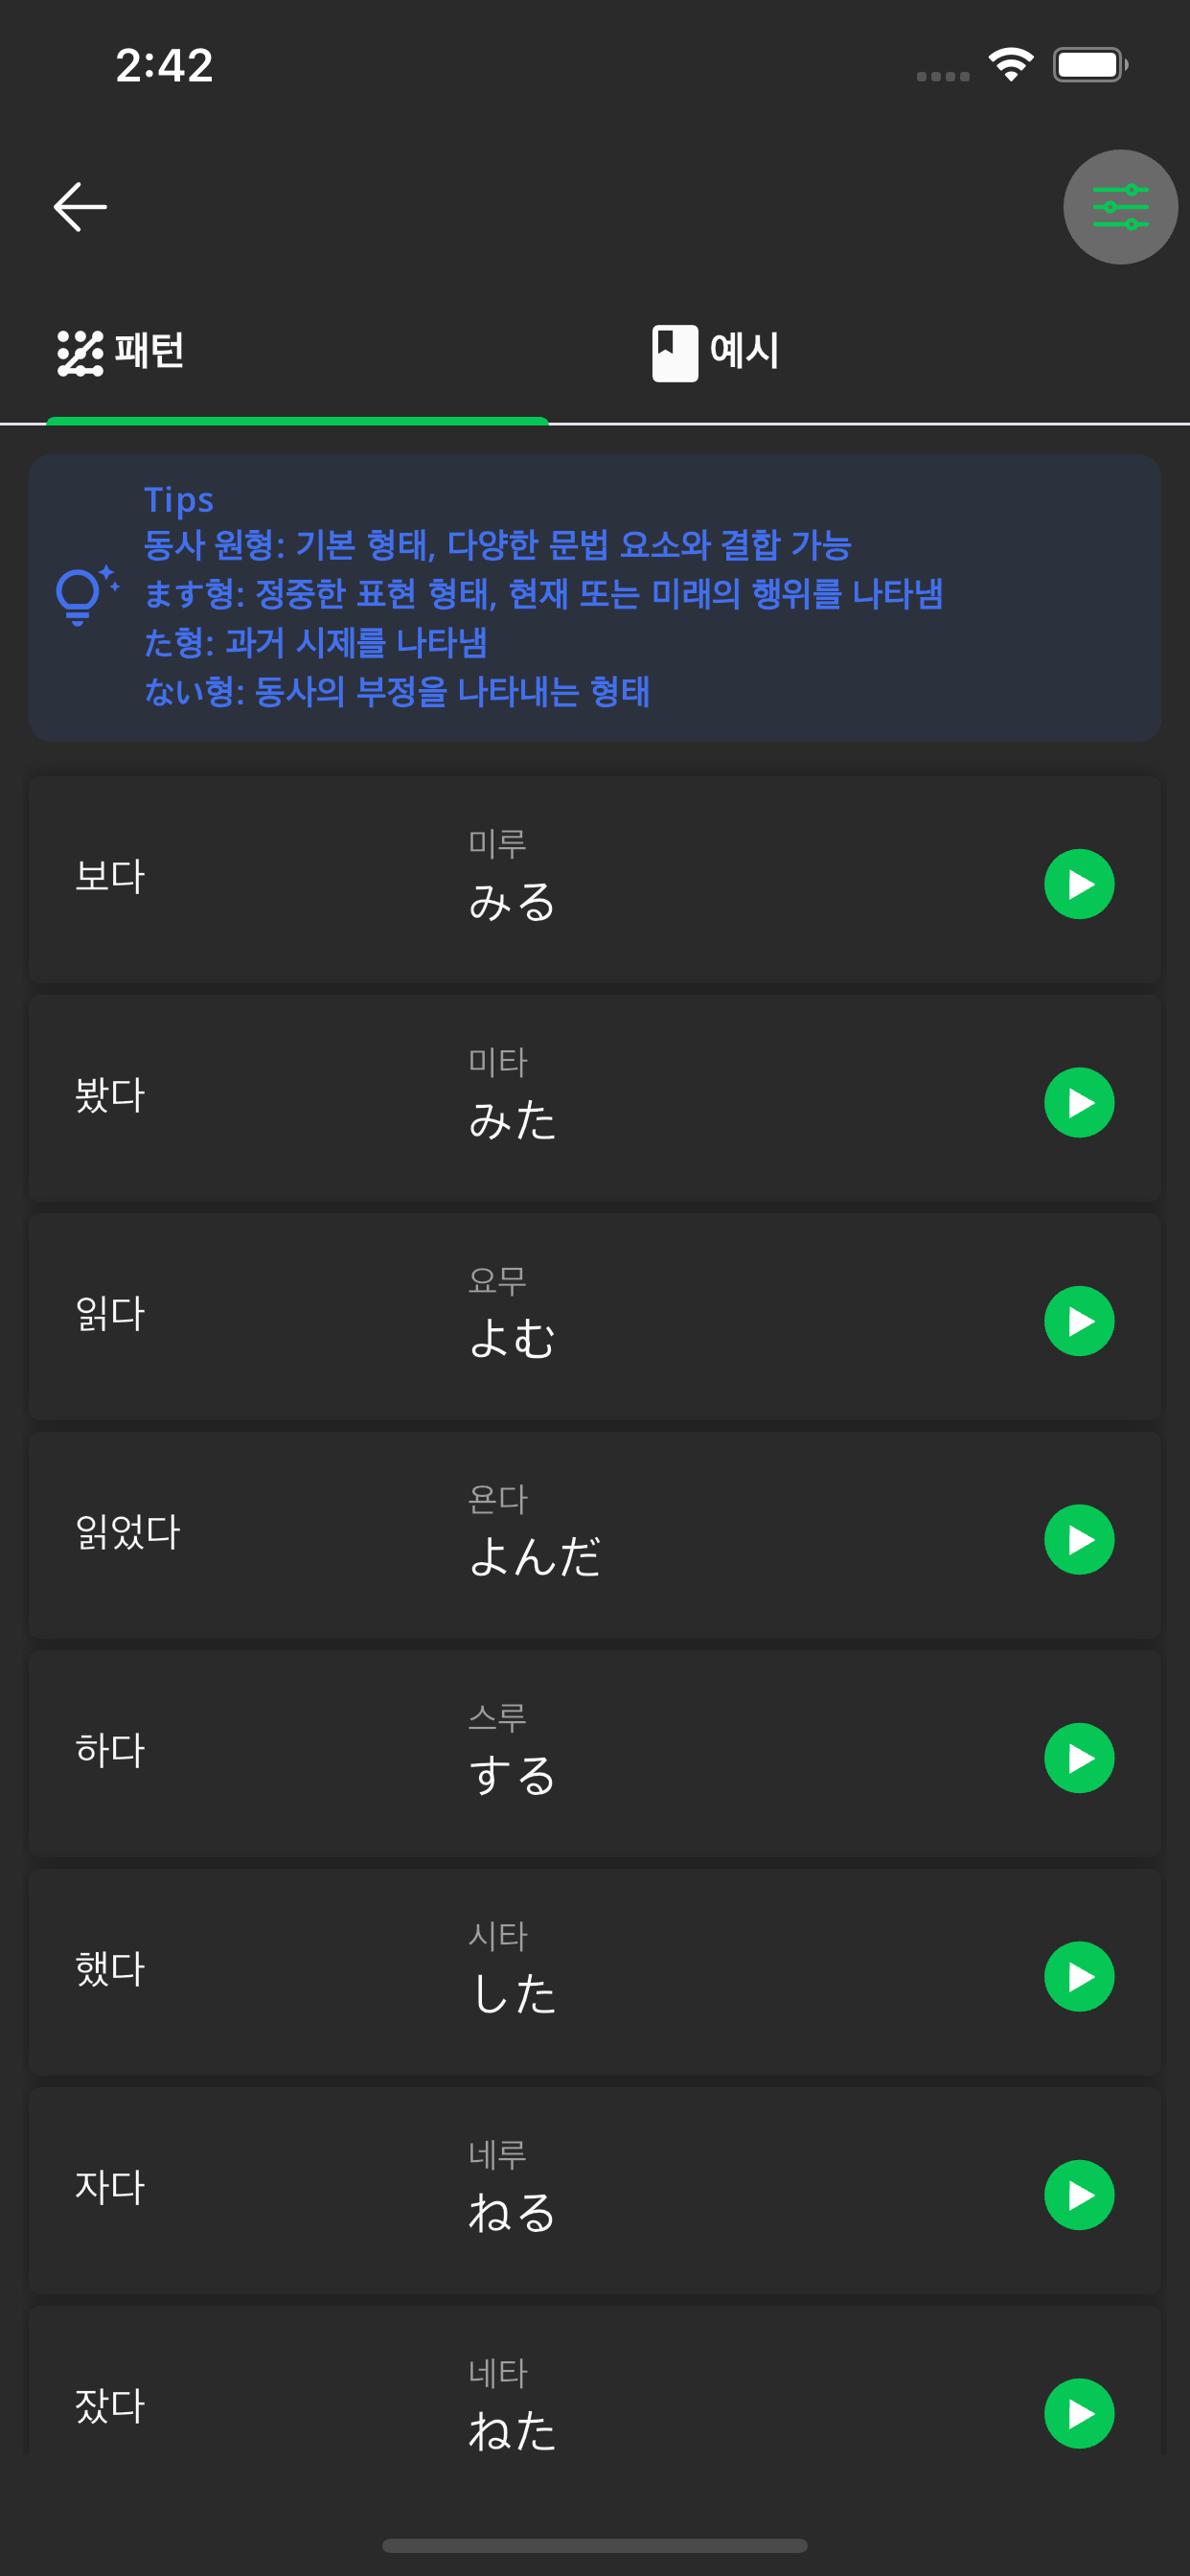 2:42
패턴
예시
Tips
동사 원형: 기본 형태, 다양한 문법 요소와 결합 가능
ます형: 정중한 표현 형태, 현재 또는 미래의 행위를 나타냄
た형: 과거 시제를 나타냄
ない형: 동사의 부정을 나타내는 형태
보다
미루
みる
봤다
미타
みた
읽다
요무
よむ
읽었다
욘다
よんだ
하다
스루
する
했다
시타
した
자다
네루
ねる
잤다
네타
ねた